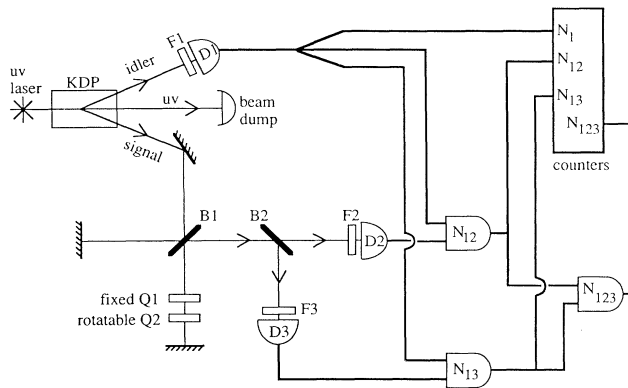 uv
laser
KDP
idler
F1
D1
uv
beam
dump
signal
B1
B2
F2
D2
fixed Q1
rotatable Q2
F3
D3
N12
N13
N123
N1
N12
N13
N123
counters